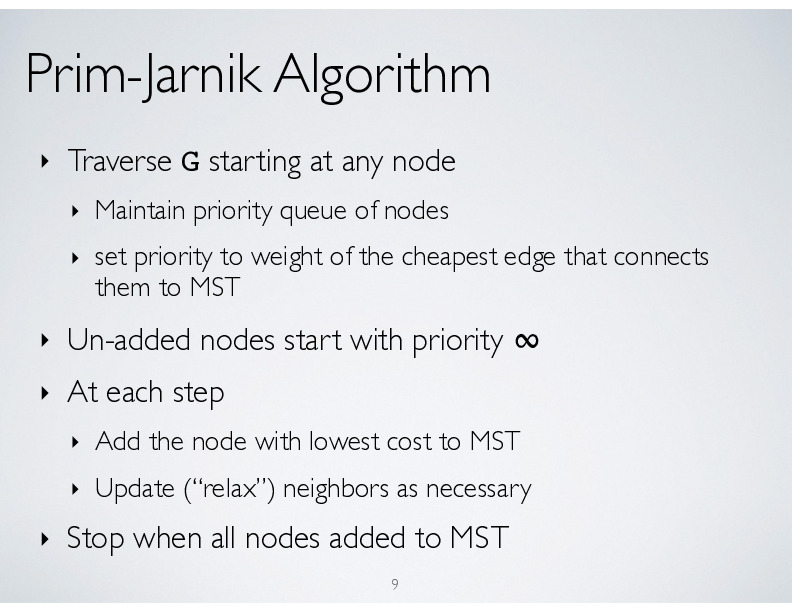 Prim-Jarnik Algorithm
‣ Traverse G starting at any node
‣ Maintain priority queue of nodes
‣ set priority to weight of the cheapest edge that connects
them to MST
‣ Un-added nodes start with priority ∞
‣ At each step
‣ Add the node with lowest cost to MST
‣ Update (“relax”) neighbors as necessary
‣ Stop when all nodes added to MST
9